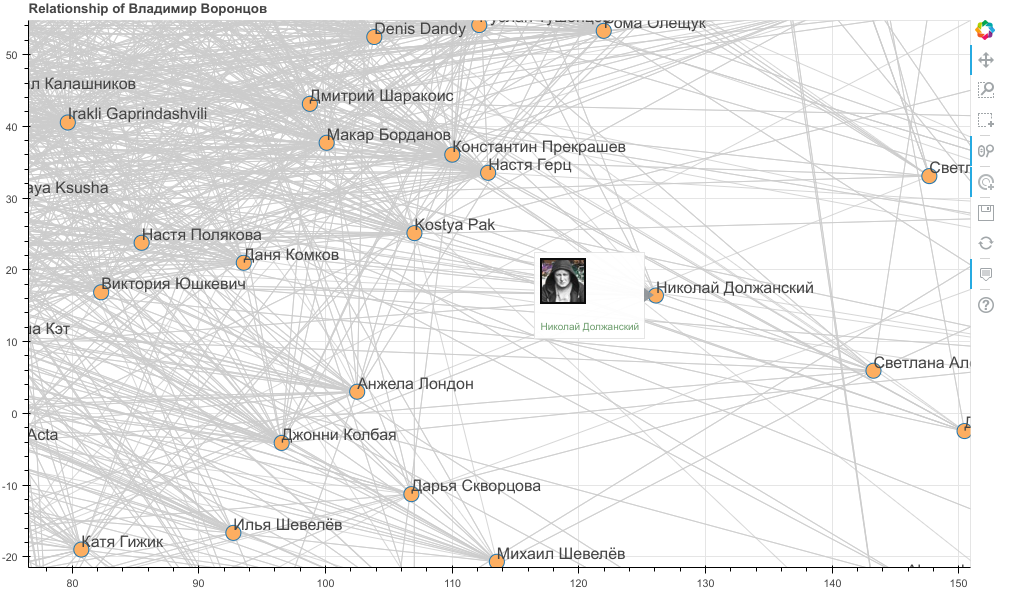 Relationship of Владимир Воронцов
Denis Dandy
Рома Олещук
50
л Калашников
Дмитрий Шаракоис
Irakli Gaprindashvili
40
Макар Борданов
Константин Прекрашев
Настя Герц
Светл
aya Ksusha
30
Kostya Pak
Настя Полякова
Даня Комков
20
Виктория Юшкевич
Николай Должанский
Николай Должанский
а Кэт
10
Светлана Але
Анжела Лондон
0
Acta
Джонни Колбая
Дарья Скворцова
-10
Илья Шевелёв
Катя Гижик
Михаил Шевелёв
-20
80 90 100 110 120 130 140 150